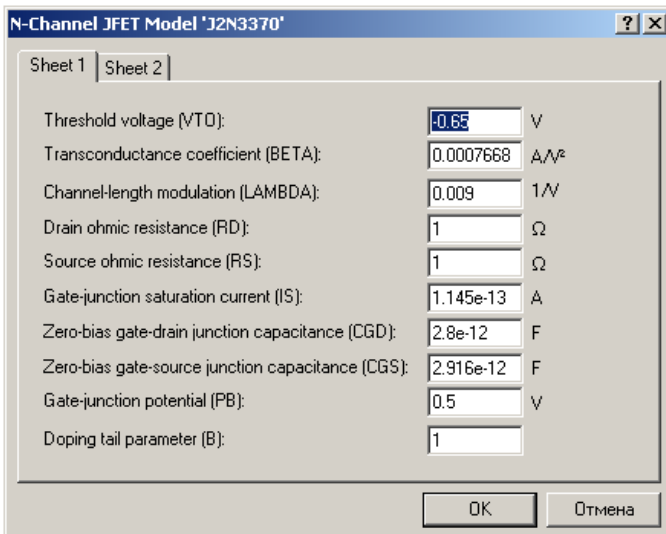 N-Channel JFET Model 'J2N3370'
Sheet 1 Sheet 2
Threshold voltage (VTO): -0.65 V
Transconductance coefficient (BETA): 0.0007668 A/V²
Channel-length modulation (LAMBDA): 0.009 1/V
Drain ohmic resistance (RD): 1 Ω
Source ohmic resistance (RS): 1 Ω
Gate-junction saturation current (IS): 1.145e-13 A
Zero-bias gate-drain junction capacitance (CGD): 2.8e-12 F
Zero-bias gate-source junction capacitance (CGS): 2.916e-12 F
Gate-junction potential (PB): 0.5 V
Doping tail parameter (B): 1
OK Отмена